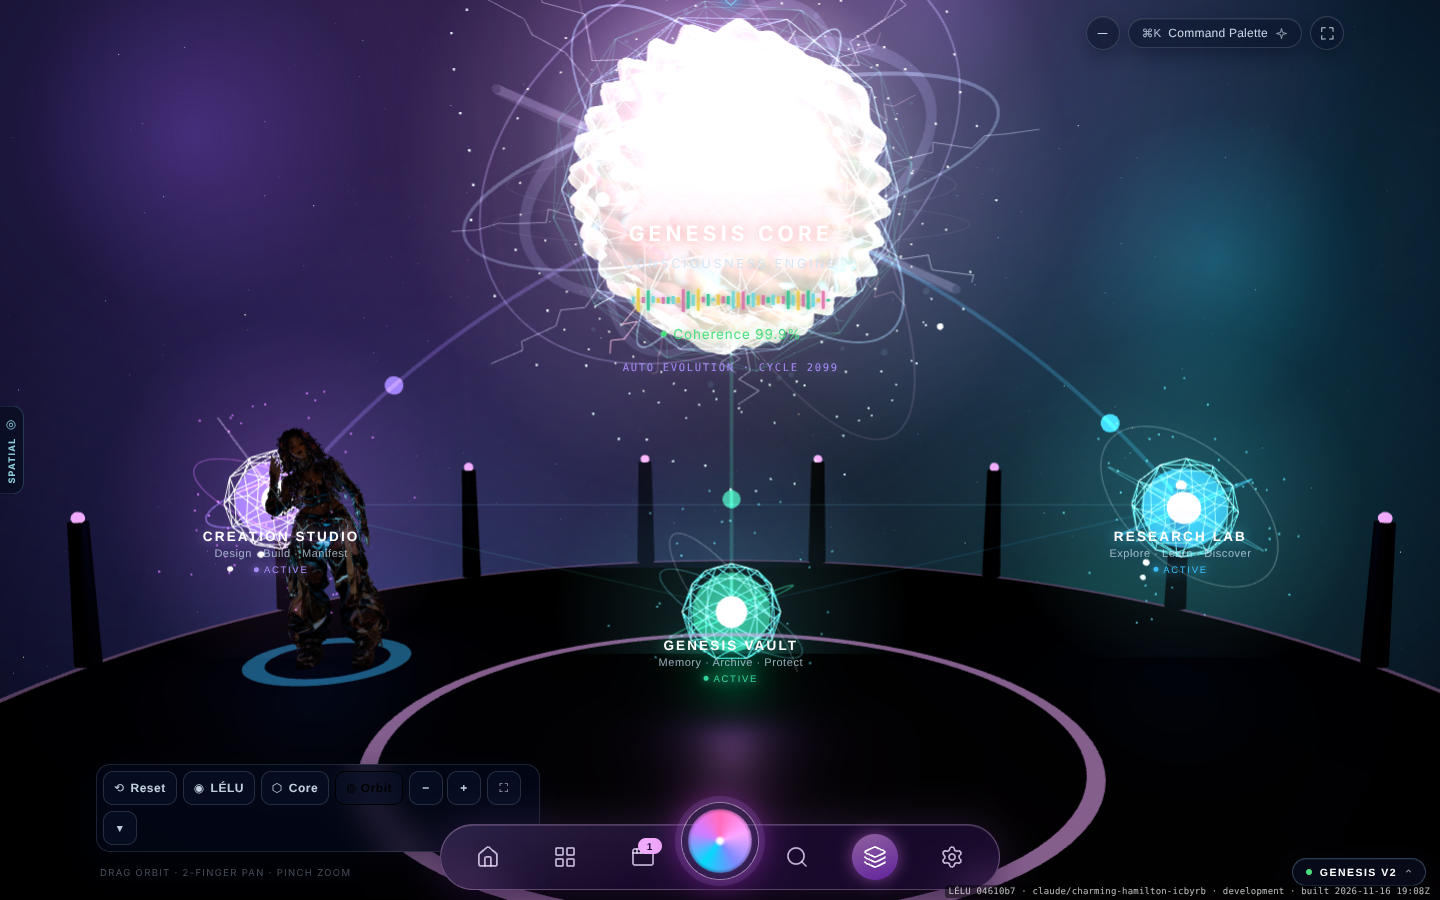 ⌘K Command Palette
GENESIS CORE
ENGINE
Coherence 99.9%
AUTO EVOLUTION · CYCLE 2099
SPATIAL
CREATION STUDIO
Design · Build · Manifest
ACTIVE
RESEARCH LAB
Explore · Learn · Discover
ACTIVE
GENESIS VAULT
Memory · Archive · Protect
ACTIVE
Reset
LÉLU
Core
Orbit
− +
1
DRAG ORBIT · 2-FINGER PAN · PINCH ZOOM
GENESIS V2
LÉLU 04610b7 · claude/charming-hamilton-icbyrb · development · built 2026-11-16 19:08Z